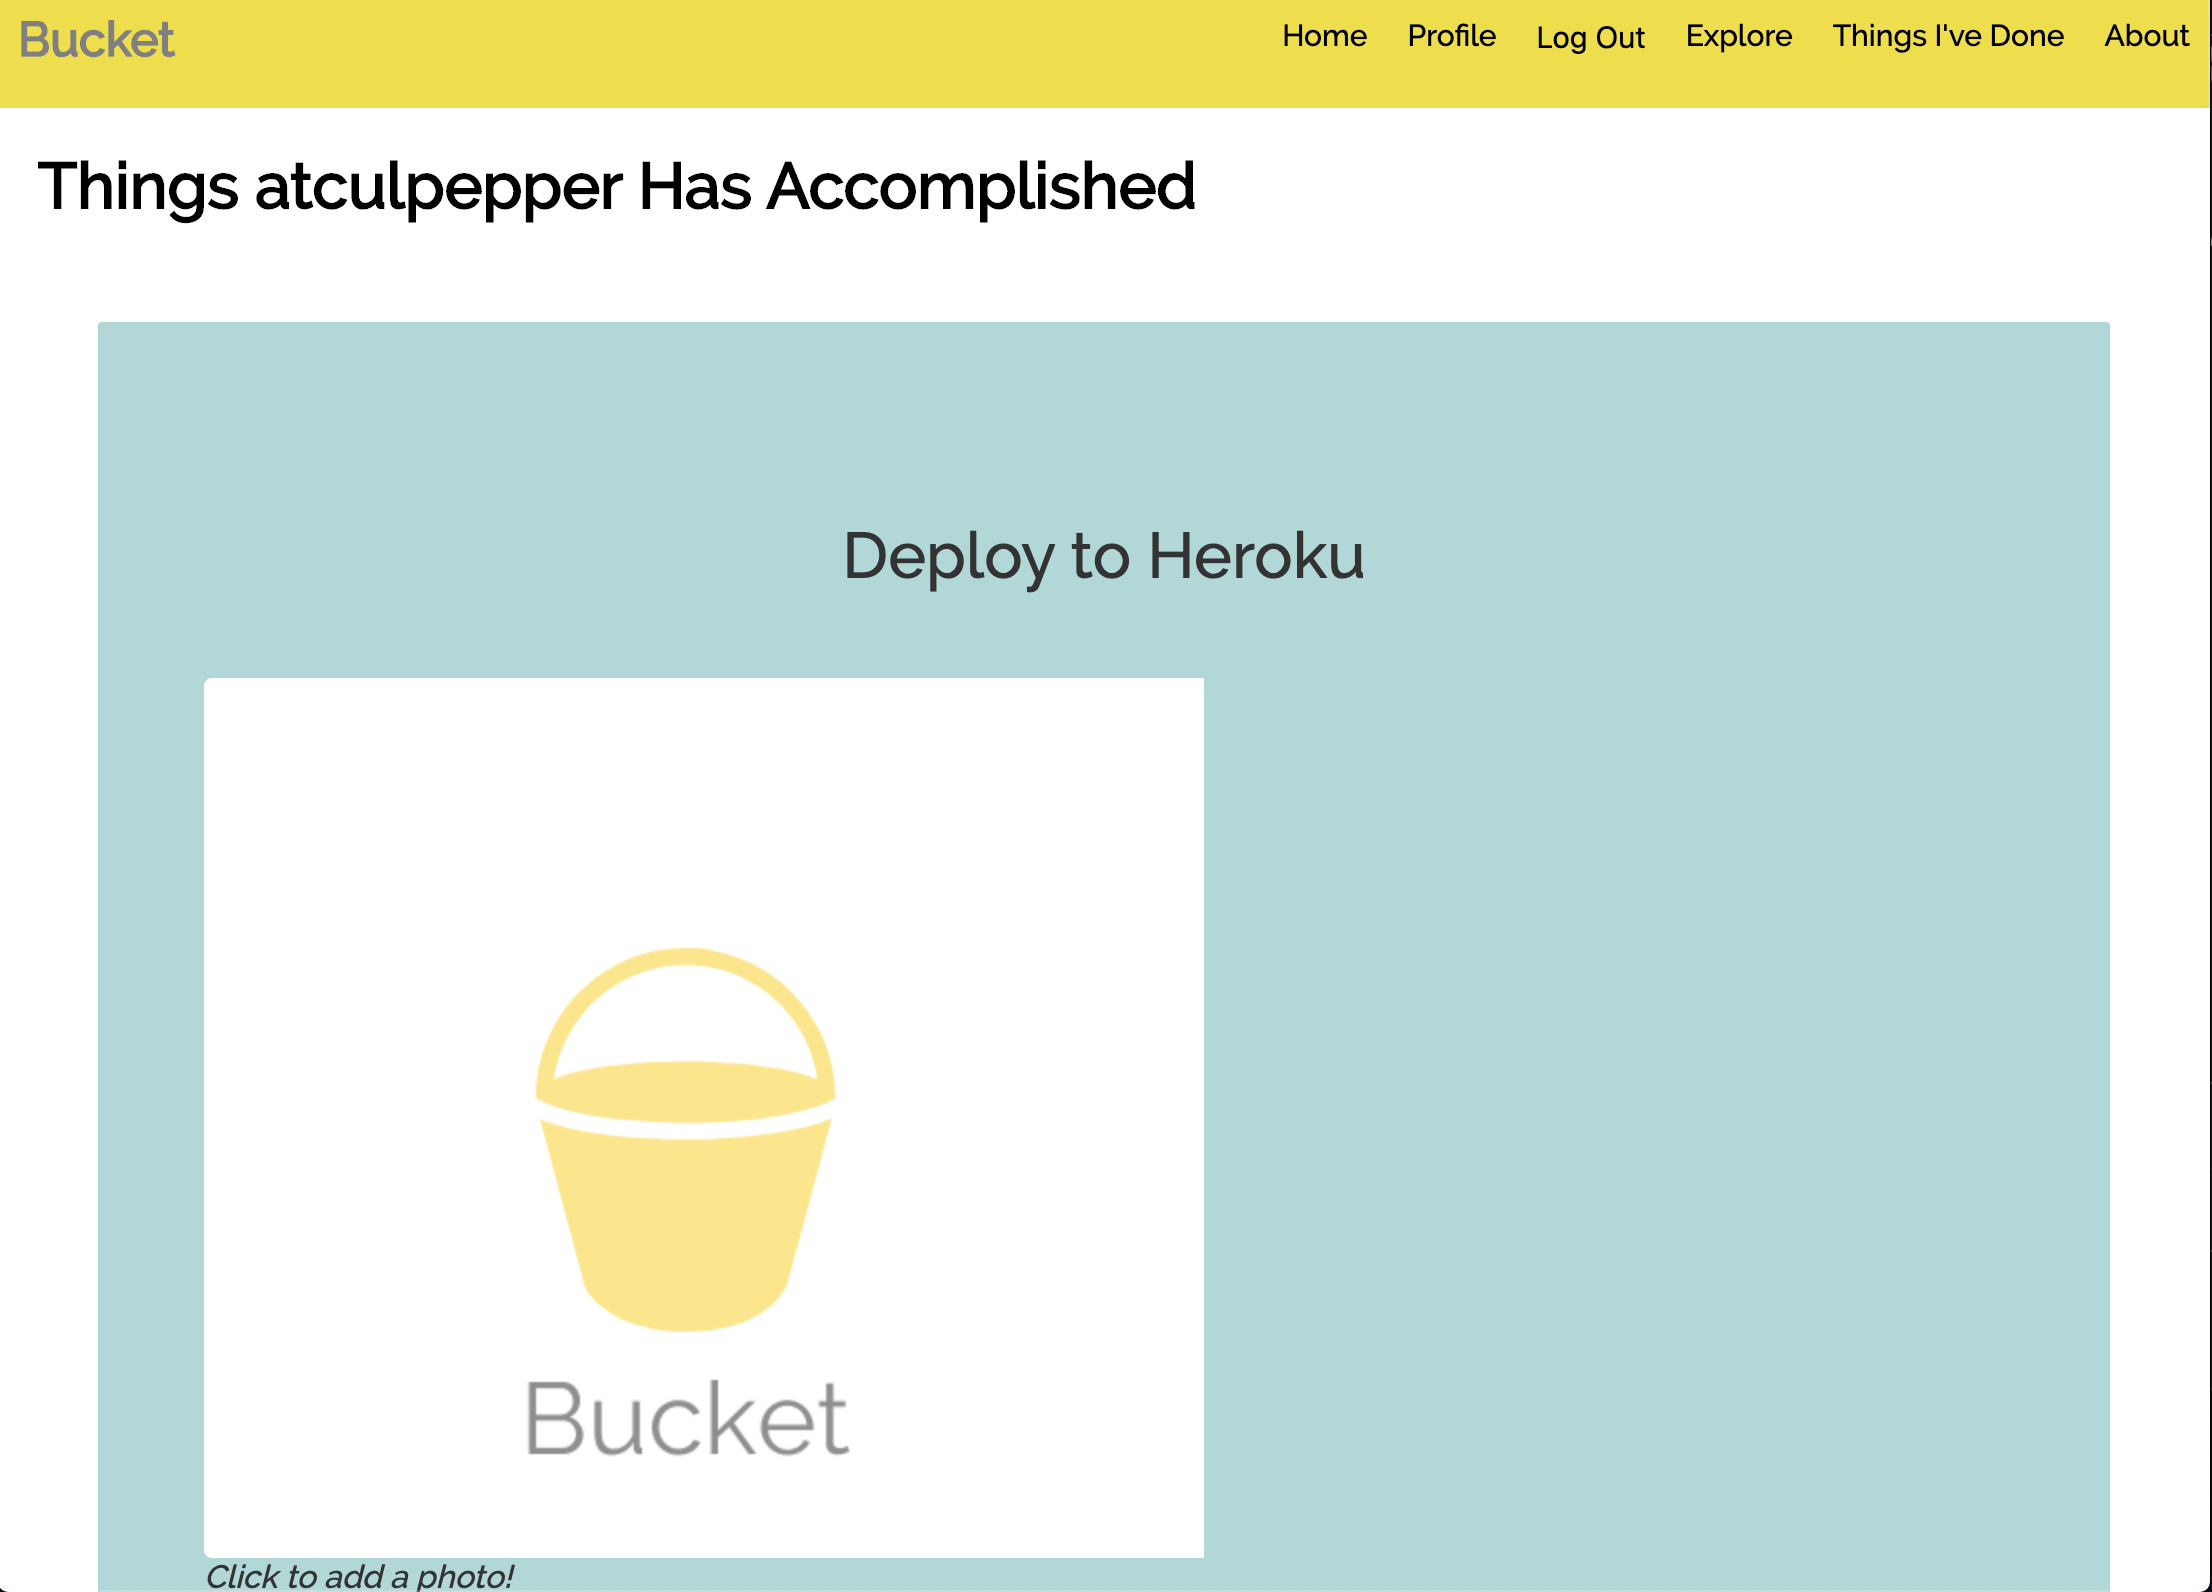 Bucket Home Profile Log Out Explore Things I've Done About
Things atculpepper Has Accomplished
Deploy to Heroku
Bucket
Click to add a photo!